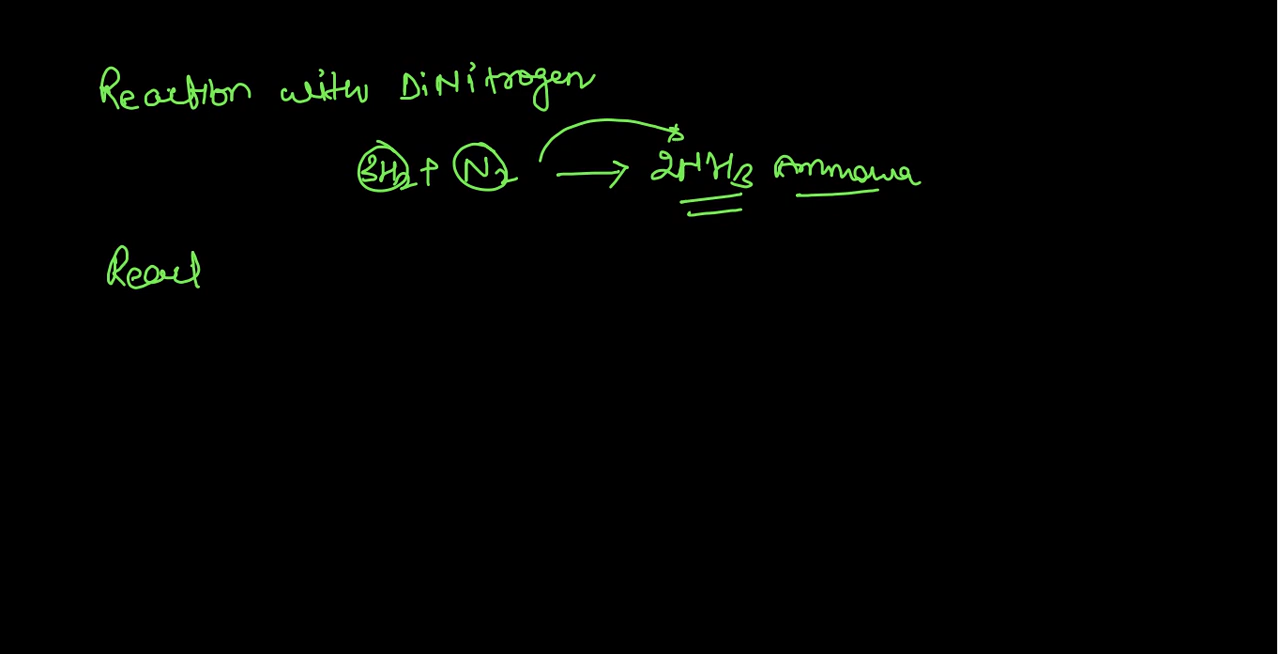 Reaction with DiNitrogen
3H₂ + N₂ → 2NH₃ Ammonia
React